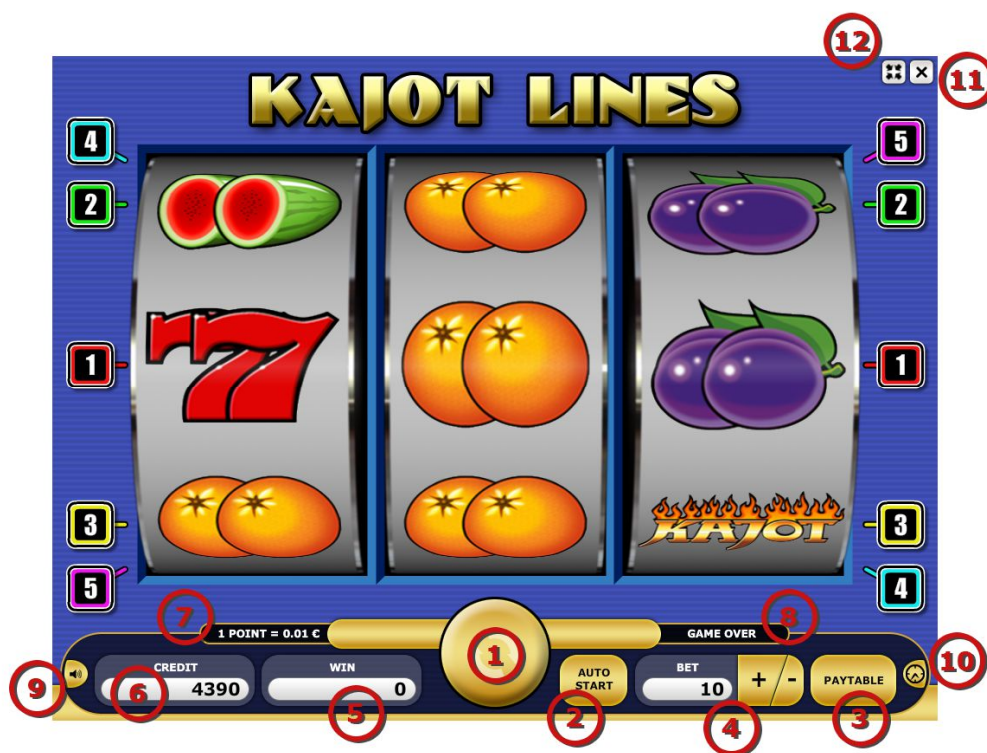 12
11
KAJOT LINES
4 5
2 2
77
1 1
KAJOT
3 3
5 4
7 8
1 POINT = 0.01 € 1 GAME OVER
9 CREDIT WIN AUTO START BET + / - PAYTABLE 10
6 4390 5 0 2 10 4 3